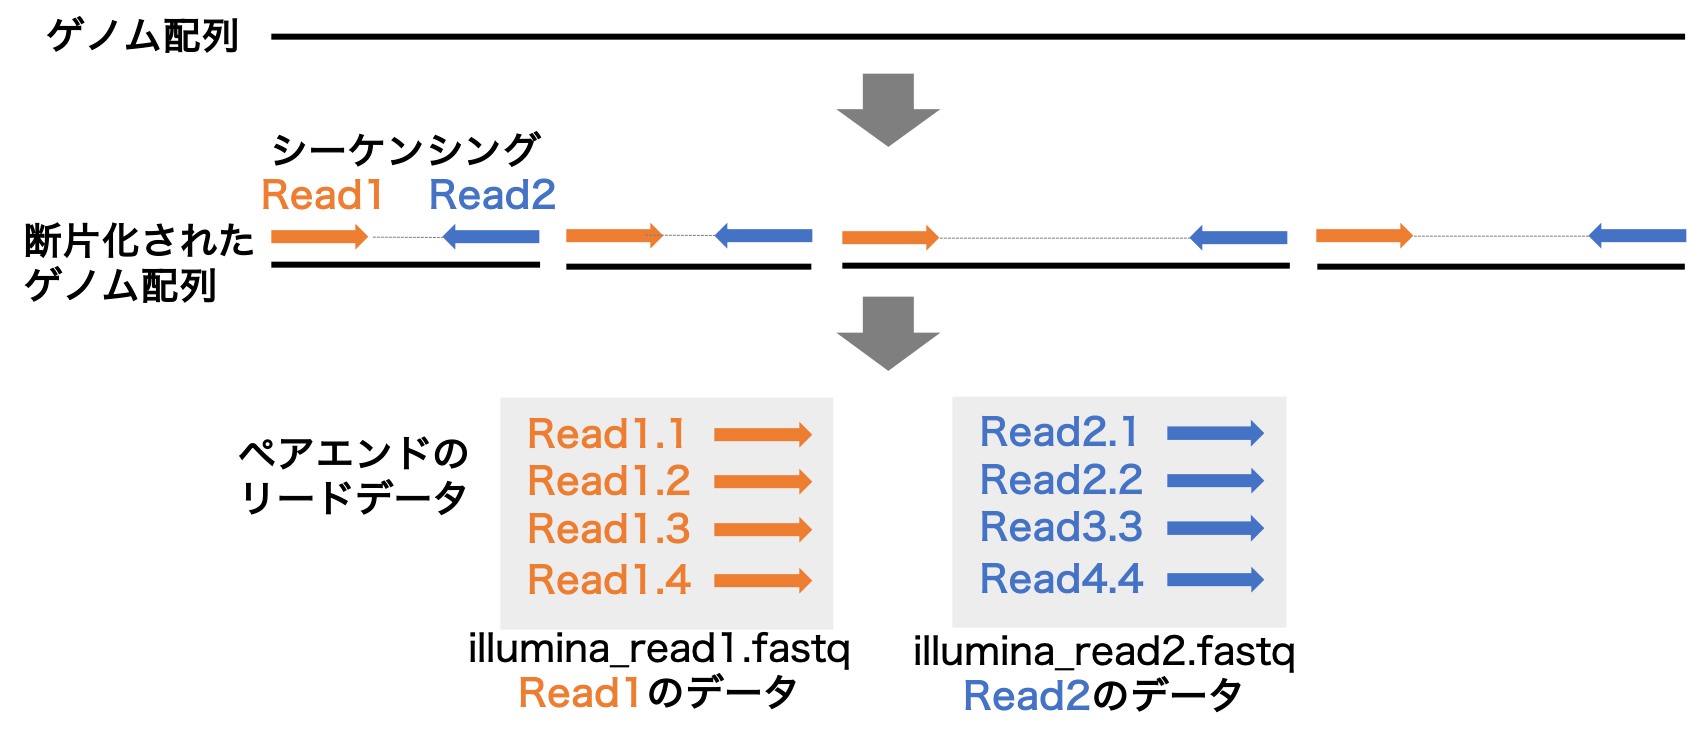 ゲノム配列
シーケンシング
Read1 Read2
断片化された
ゲノム配列
ペアエンドの
リードデータ
Read1.1
Read1.2
Read1.3
Read1.4
illumina_read1.fastq
Read1のデータ
Read2.1
Read2.2
Read3.3
Read4.4
illumina_read2.fastq
Read2のデータ